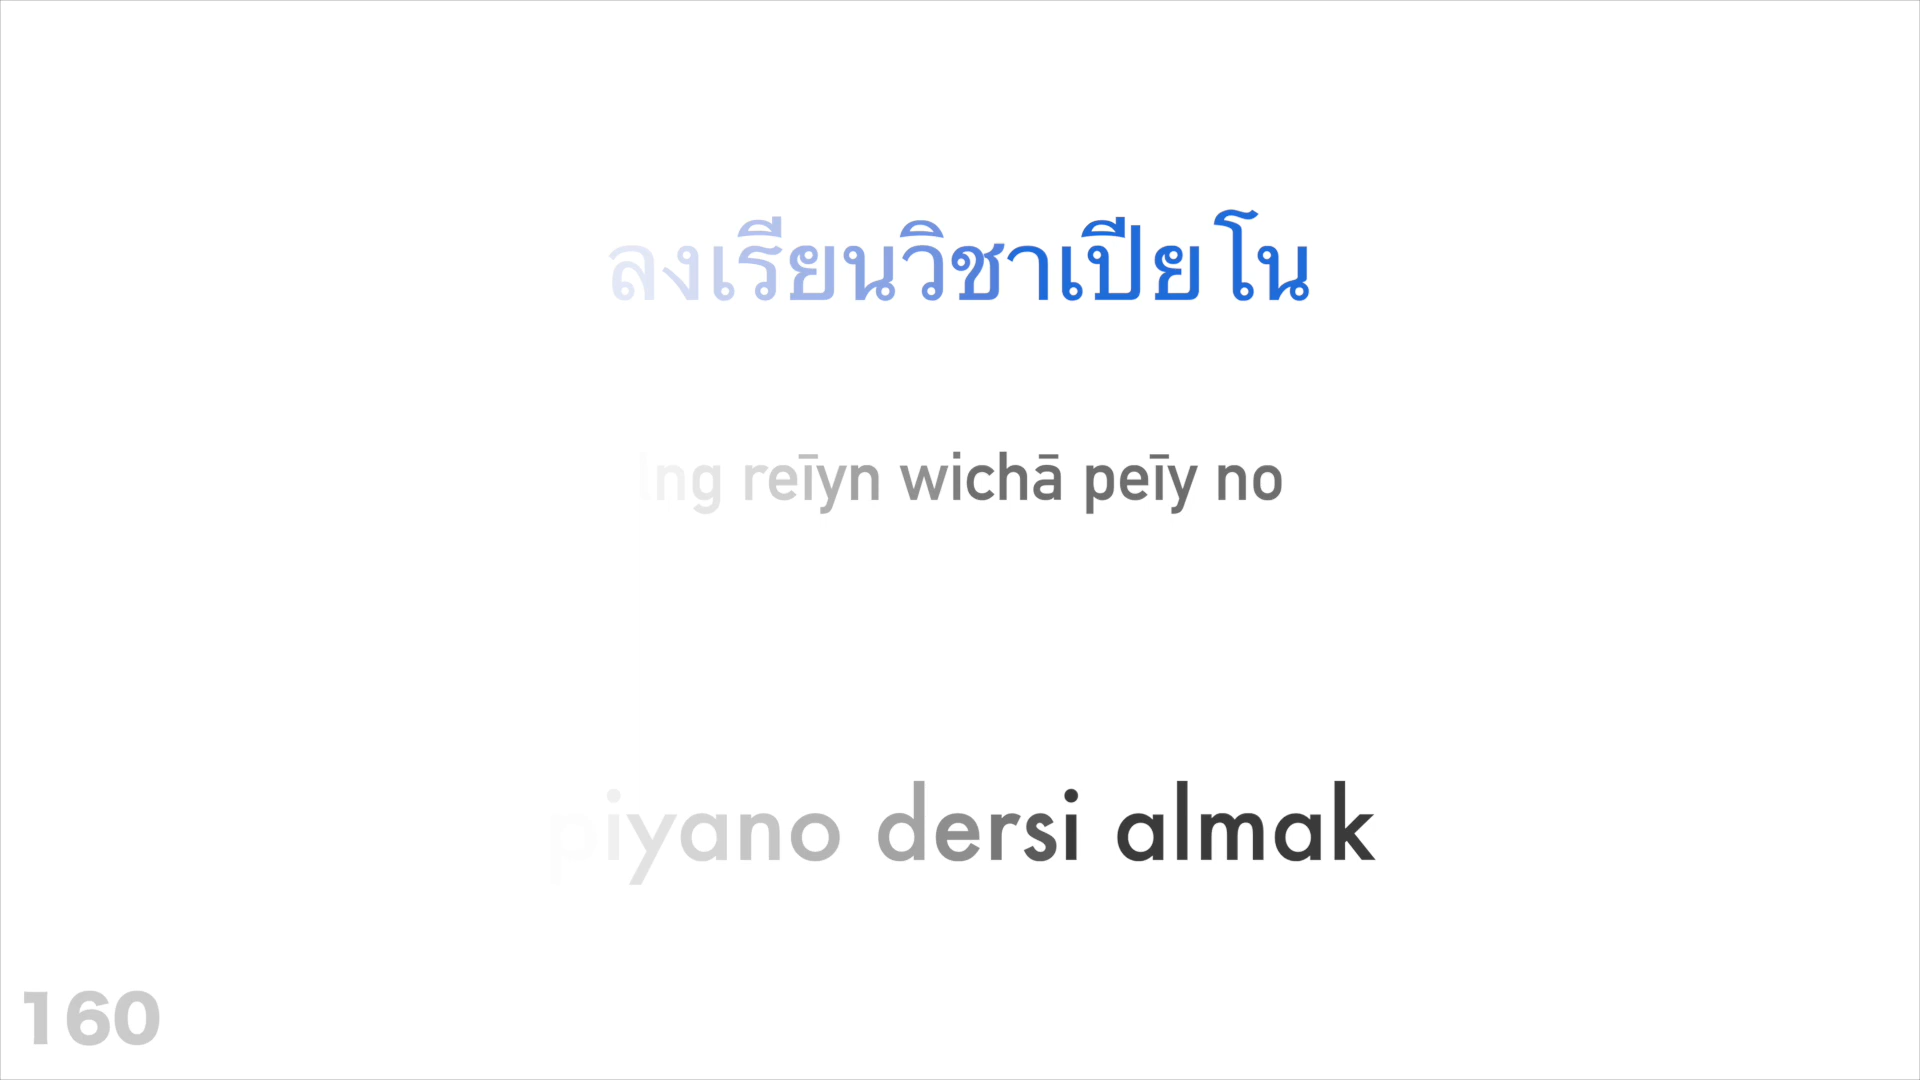 ลงเรียนวิชาเปียโน
lng reīyn wichā peīy no
piyano dersi almak
160